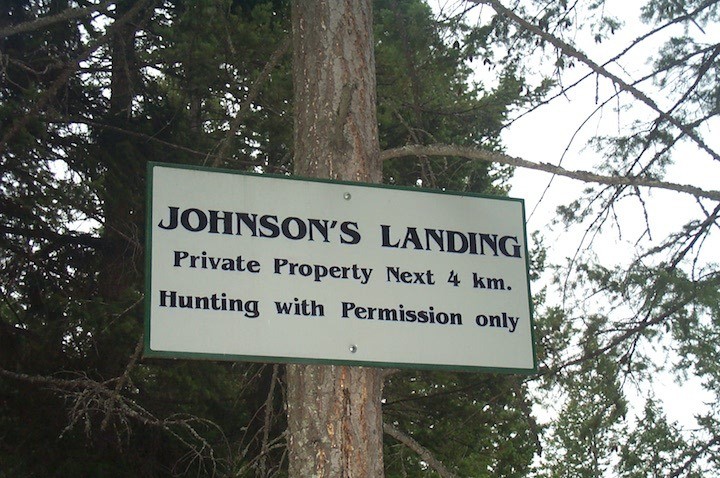 JOHNSON'S LANDING
Private Property Next 4 km.
Hunting with Permission only